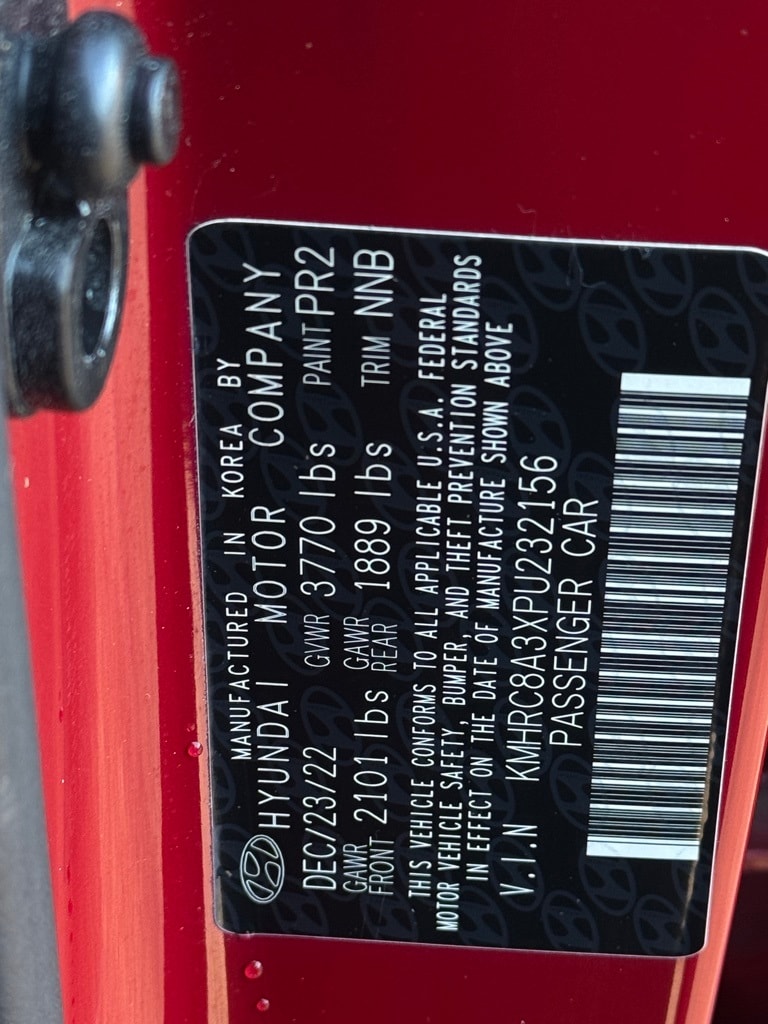 MANUFACTURED IN KOREA BY
HYUNDAI MOTOR COMPANY
DEC/23/22 GVWR 3770 lbs PAINT PR2
GAWR FRONT 2101 lbs GAWR REAR 1889 lbs TRIM NNB
THIS VEHICLE CONFORMS TO ALL APPLICABLE U.S.A. FEDERAL
MOTOR VEHICLE SAFETY, BUMPER, AND THEFT PREVENTION STANDARDS
IN EFFECT ON THE DATE OF MANUFACTURE SHOWN ABOVE
V.I.N KMHRC8A3XPU232156
PASSENGER CAR